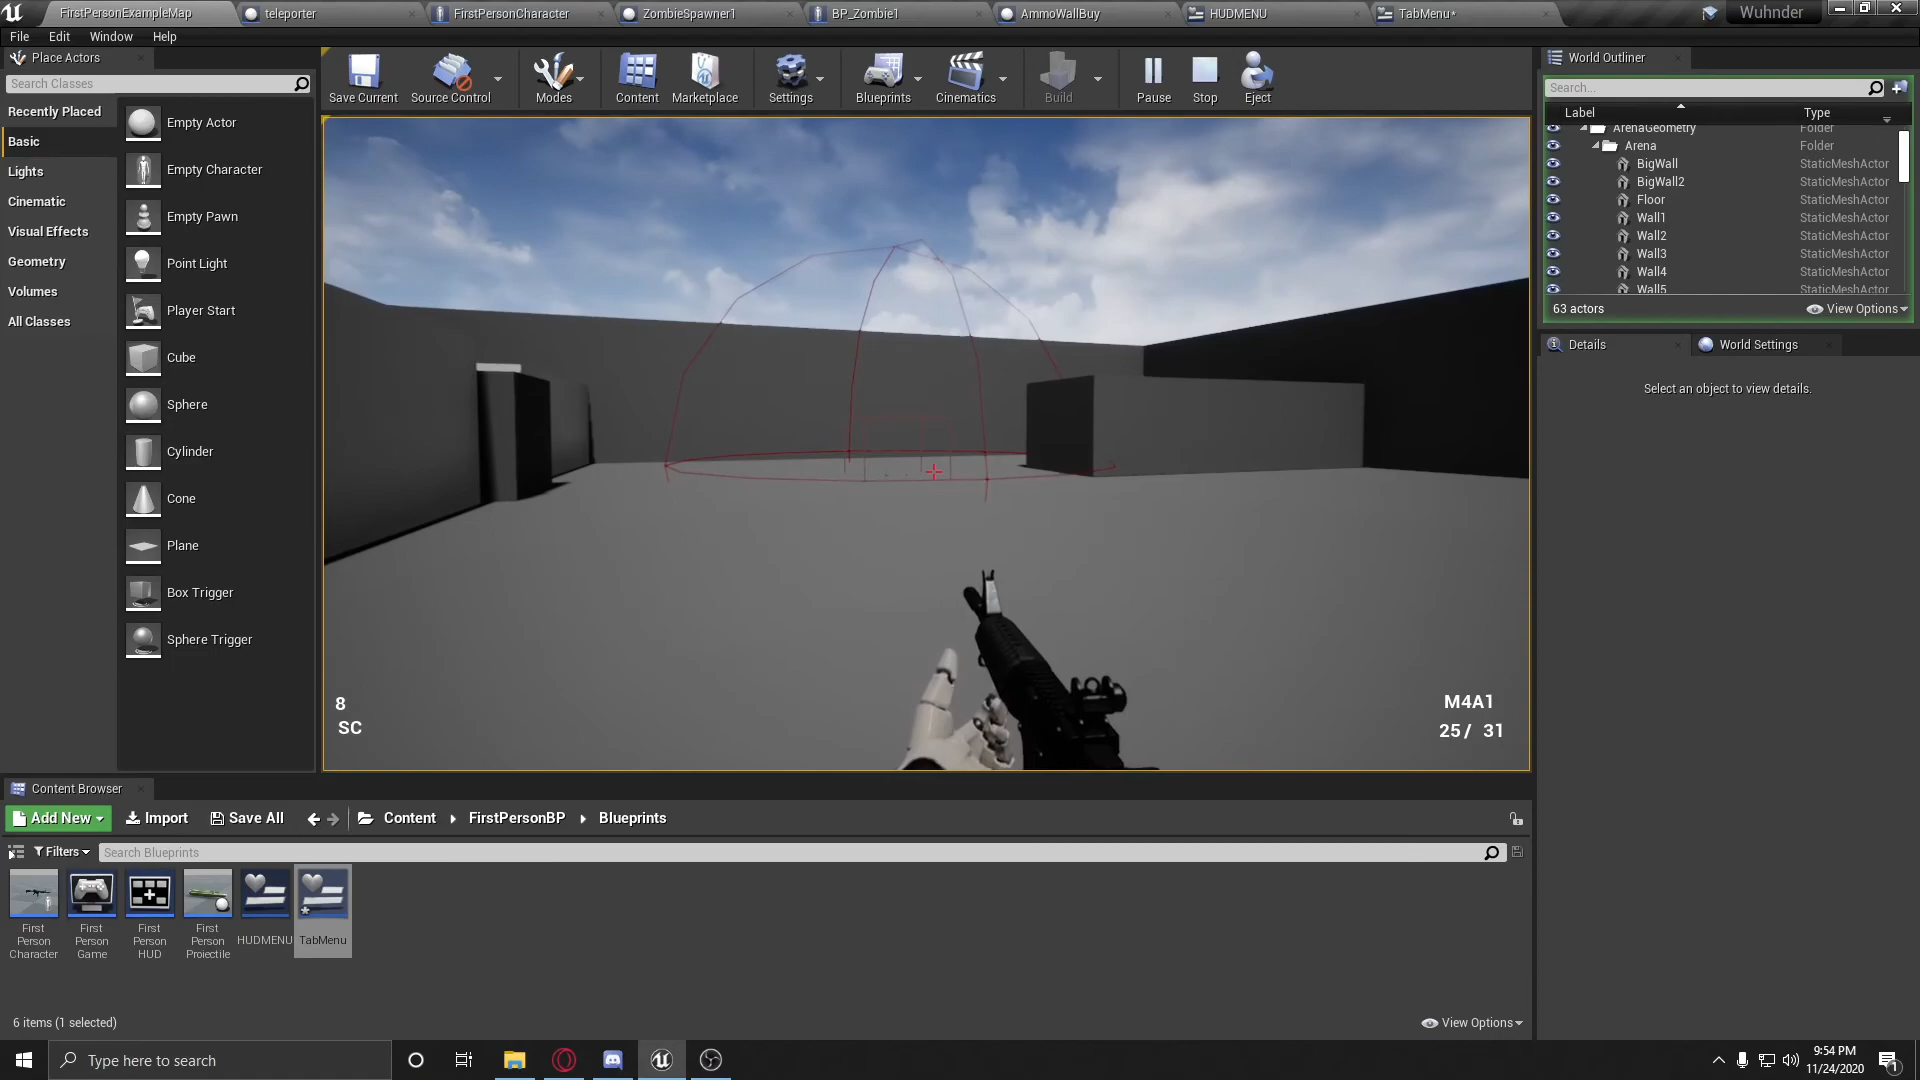 FirstPersonExampleMap
teleporter
FirstPersonCharacter
ZombieSpawner1
BP_Zombie1
AmmoWallBuy
HUDMENU
TabMenu*
Wuhnder
File Edit Window Help
Place Actors
Search Classes
Recently Placed
Basic
Lights
Cinematic
Visual Effects
Geometry
Volumes
All Classes
Empty Actor
Empty Character
Empty Pawn
Point Light
Player Start
Cube
Sphere
Cylinder
Cone
Plane
Box Trigger
Sphere Trigger
Save Current
Source Control
Modes
Content
Marketplace
Settings
Blueprints
Cinematics
Build
Pause
Stop
Eject
8
SC
M4A1
25/ 31
World Outliner
Search...
Label Type
ArenaGeometry Folder
Arena Folder
BigWall StaticMeshActor
BigWall2 StaticMeshActor
Floor StaticMeshActor
Wall1 StaticMeshActor
Wall2 StaticMeshActor
Wall3 StaticMeshActor
Wall4 StaticMeshActor
Wall5 StaticMeshActor
63 actors
View Options
Details
World Settings
Select an object to view details.
Content Browser
Add New
Import
Save All
Content
FirstPersonBP
Blueprints
Filters
Search Blueprints
First
Person
Character
First
Person
Game
First
Person
HUD
First
Person
Projectile
HUDMENU
TabMenu
6 items (1 selected)
View Options
Type here to search
9:54 PM
11/24/2020
1